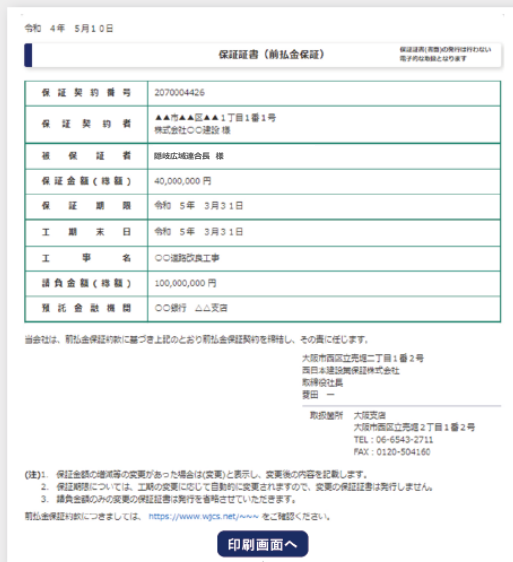 令和 4年 5月10日
保証証書（前払金保証）
保証証書(書面)の発行は行わない
電子的な取扱となります
保証契約番号 2070004426
保証契約者 ▲▲市▲▲区▲▲1丁目1番1号
株式会社○○建設 様
被保証者 隠岐広域連合長 様
保証金額(総額) 40,000,000 円
保証期限 令和 5年 3月31日
工期末日 令和 5年 3月31日
工事名 ○○道路改良工事
請負金額(総額) 100,000,000 円
預託金融機関 ○○銀行 △△支店
当会社は、前払金保証約款に基づき上記のとおり前払金保証契約を締結し、その責に任じます。
大阪市西区立売堀二丁目1番2号
西日本建設業保証株式会社
取締役社長
菱田 一
取扱箇所 大阪支店
大阪市西区立売堀2丁目1番2号
TEL：06-6543-2711
FAX：0120-504160
(注)1. 保証金額の増減等の変更があった場合は(変更)と表示し、変更後の内容を記載します。
2. 保証期限については、工期の変更に応じて自動的に変更されますので、変更の保証証書は発行しません。
3. 請負金額のみの変更の保証証書は発行を省略させていただきます。
前払金保証約款につきましては、 https://www.wjcs.net/~~~ をご確認ください。
印刷画面へ